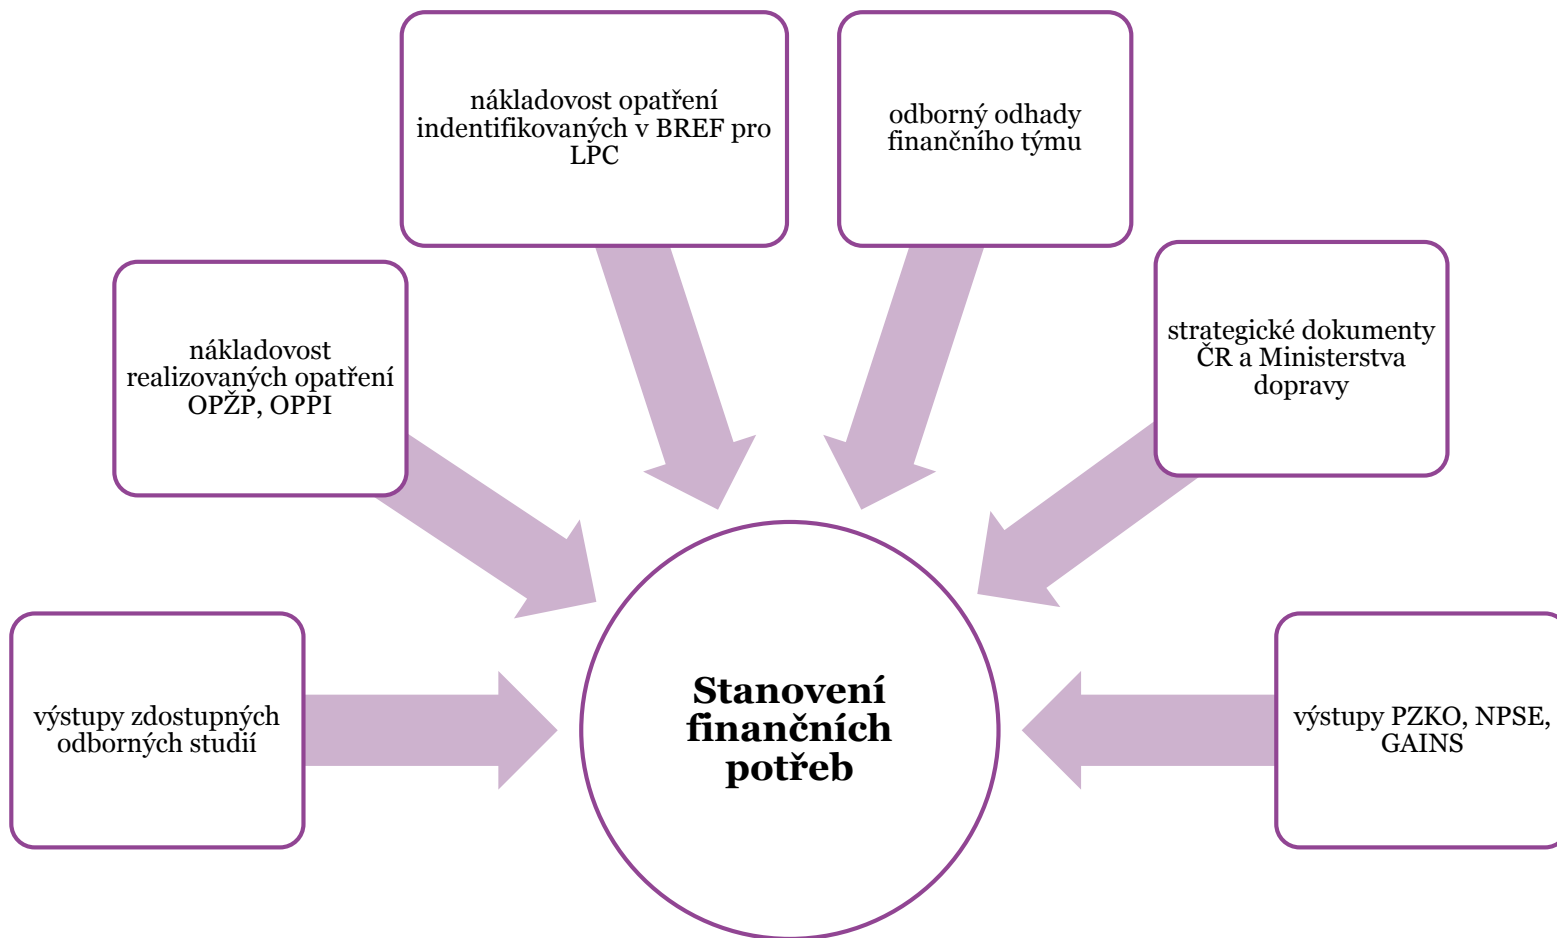 nákladovost opatření
indentifikovaných v BREF pro
LPC
odborný odhady
finančního týmu
nákladovost
realizovaných opatření
OPŽP, OPPI
strategické dokumenty
ČR a Ministerstva
dopravy
výstupy zdostupných
odborných studií
Stanovení
finančních
potřeb
výstupy PZKO, NPSE,
GAINS